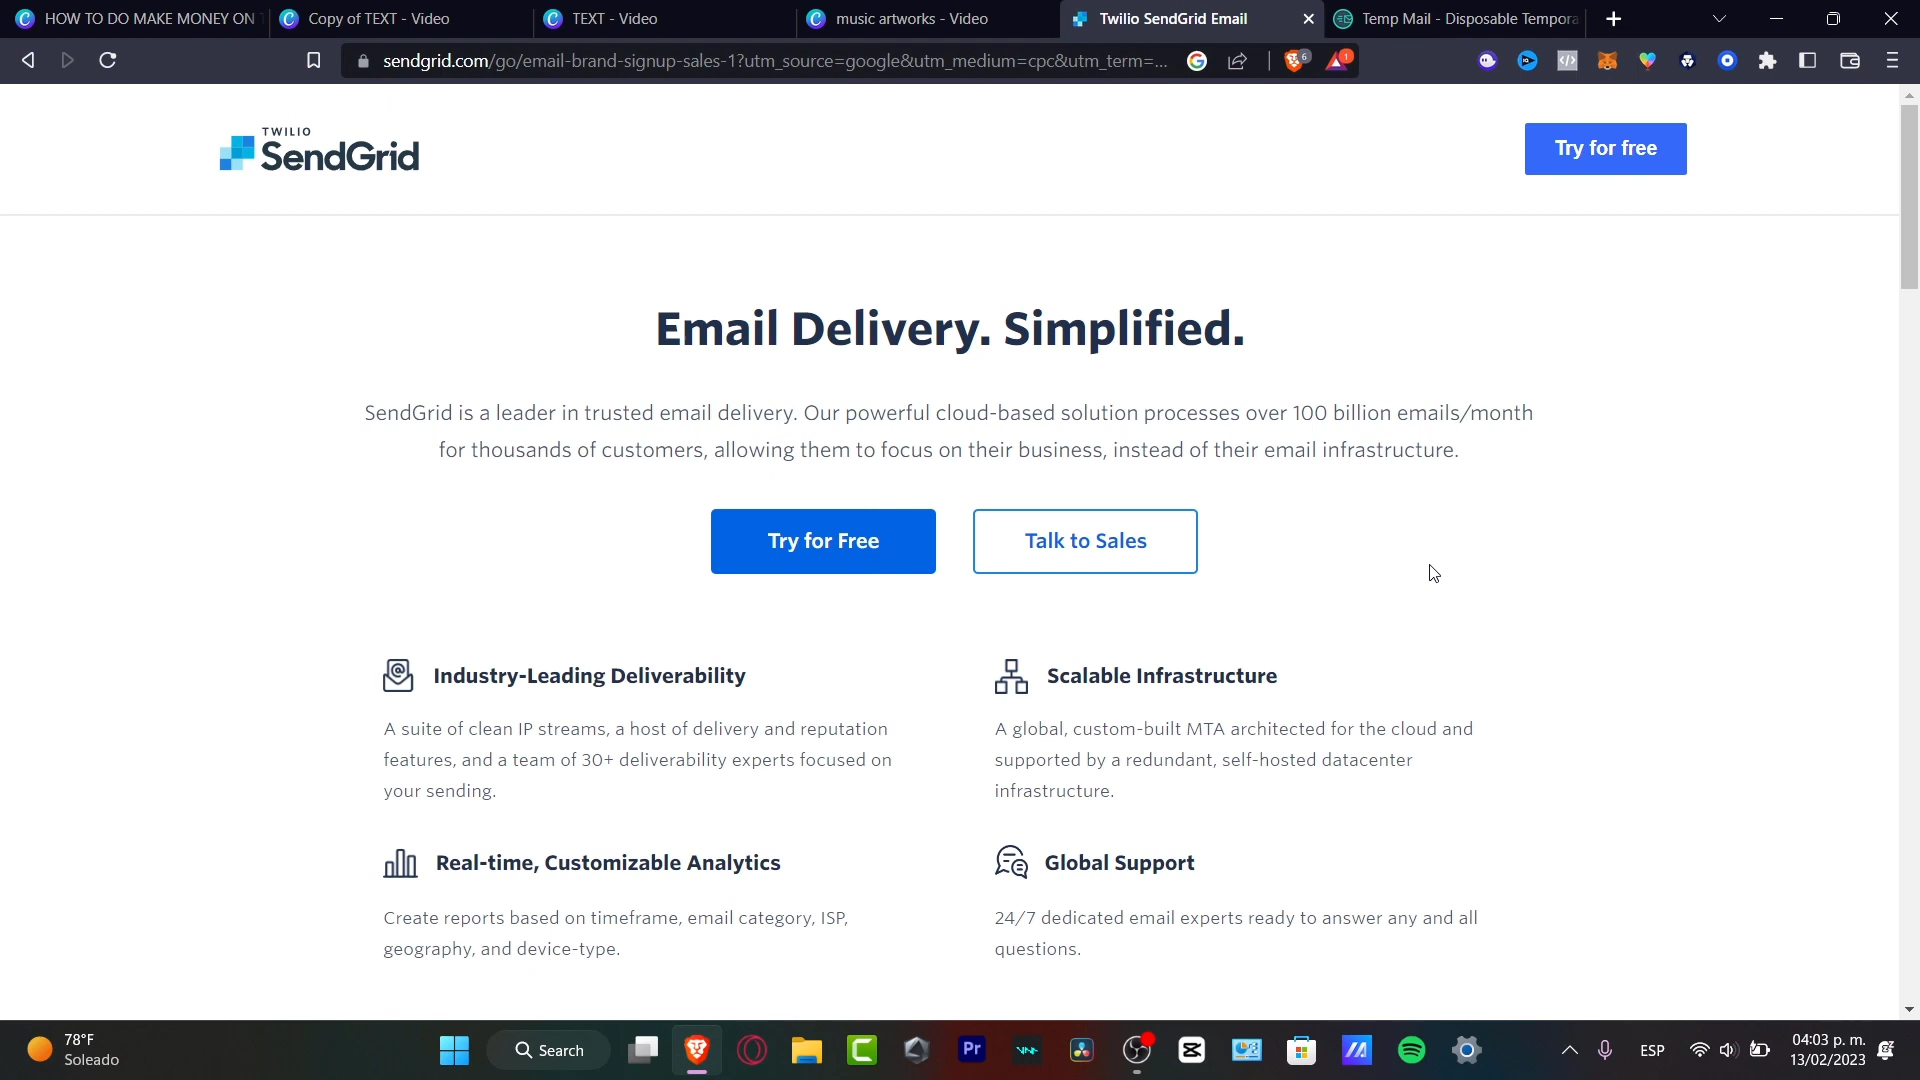 HOW TO DO MAKE MONEY ON
Copy of TEXT - Video
TEXT - Video
music artworks - Video
Twilio SendGrid Email
Temp Mail - Disposable Tempora
sendgrid.com/go/email-brand-signup-sales-1?utm_source=google&utm_medium=cpc&utm_term=...
6
1
TWILIO
SendGrid
Try for free
Email Delivery. Simplified.
SendGrid is a leader in trusted email delivery. Our powerful cloud-based solution processes over 100 billion emails/month
for thousands of customers, allowing them to focus on their business, instead of their email infrastructure.
Try for Free
Talk to Sales
Industry-Leading Deliverability
A suite of clean IP streams, a host of delivery and reputation
features, and a team of 30+ deliverability experts focused on
your sending.
Scalable Infrastructure
A global, custom-built MTA architected for the cloud and
supported by a redundant, self-hosted datacenter
infrastructure.
Real-time, Customizable Analytics
Create reports based on timeframe, email category, ISP,
geography, and device-type.
Global Support
24/7 dedicated email experts ready to answer any and all
questions.
78°F
Soleado
Search
Pr
ESP
04:03 p. m.
13/02/2023